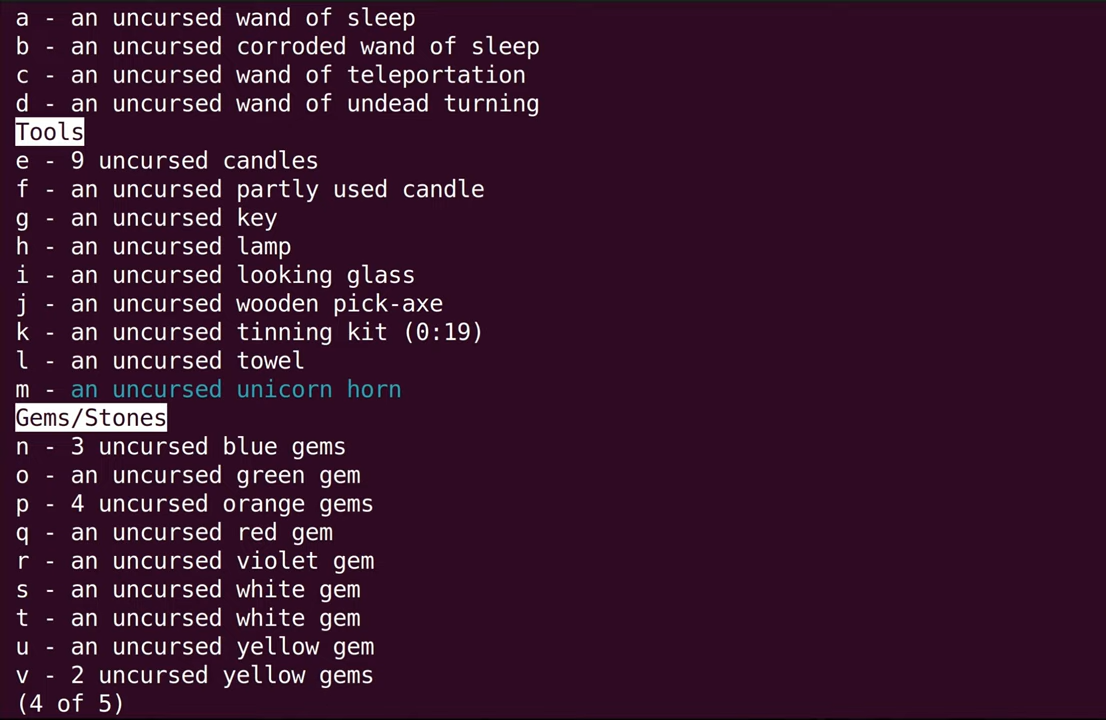 a - an uncursed wand of sleep
b - an uncursed corroded wand of sleep
c - an uncursed wand of teleportation
d - an uncursed wand of undead turning
Tools
e - 9 uncursed candles
f - an uncursed partly used candle
g - an uncursed key
h - an uncursed lamp
i - an uncursed looking glass
j - an uncursed wooden pick-axe
k - an uncursed tinning kit (0:19)
l - an uncursed towel
m - an uncursed unicorn horn
Gems/Stones
n - 3 uncursed blue gems
o - an uncursed green gem
p - 4 uncursed orange gems
q - an uncursed red gem
r - an uncursed violet gem
s - an uncursed white gem
t - an uncursed white gem
u - an uncursed yellow gem
v - 2 uncursed yellow gems
(4 of 5)